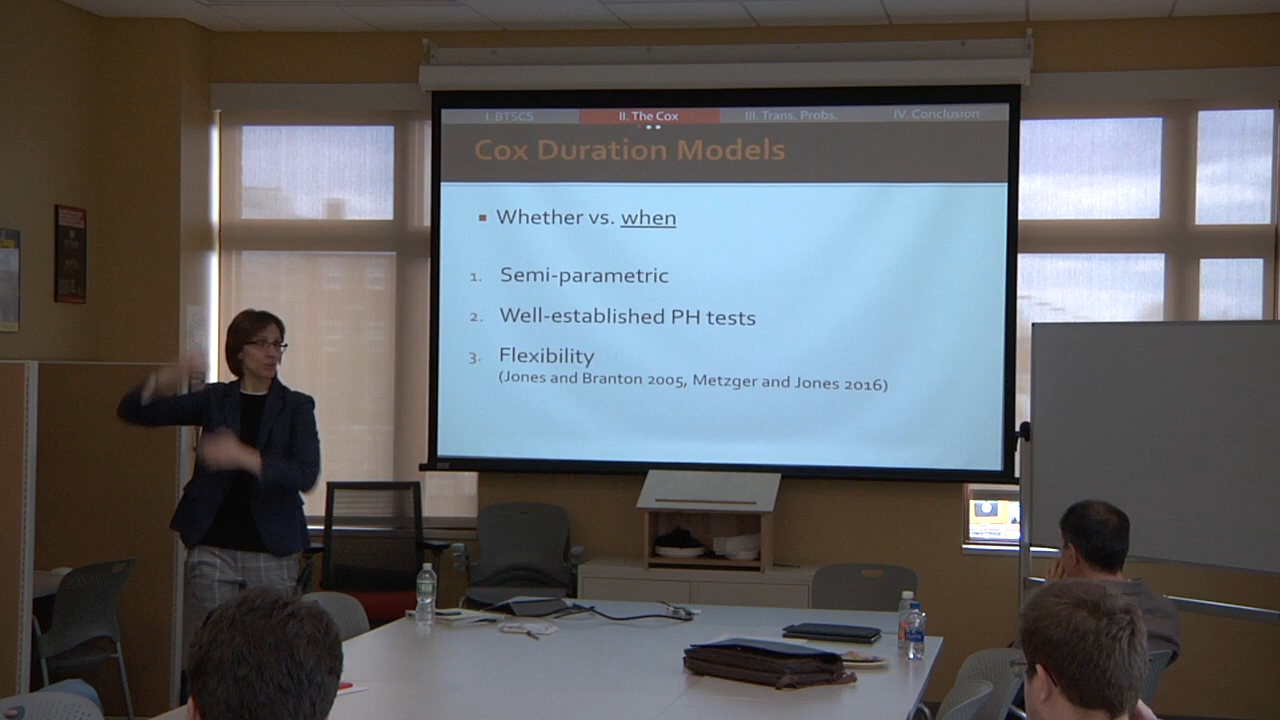 I. BTSCS II. The Cox III. Trans. Probs. IV. Conclusion
Cox Duration Models
Whether vs. when
1. Semi-parametric
2. Well-established PH tests
3. Flexibility
(Jones and Branton 2005, Metzger and Jones 2016)